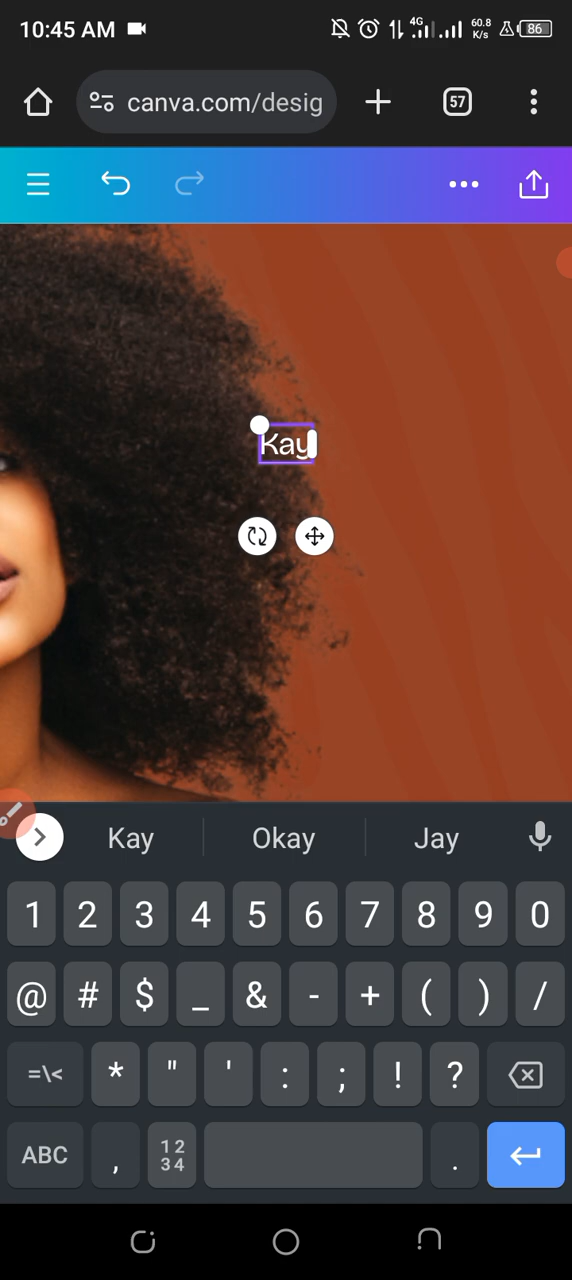 10:45 AM
4G
60.8
K/s
86
canva.com/desig
57
Kay
Kay Okay Jay
1 2 3 4 5 6 7 8 9 0
@ # $ _ & - + ( ) /
=\< * " ' : ; ! ?
ABC , 12 .
34